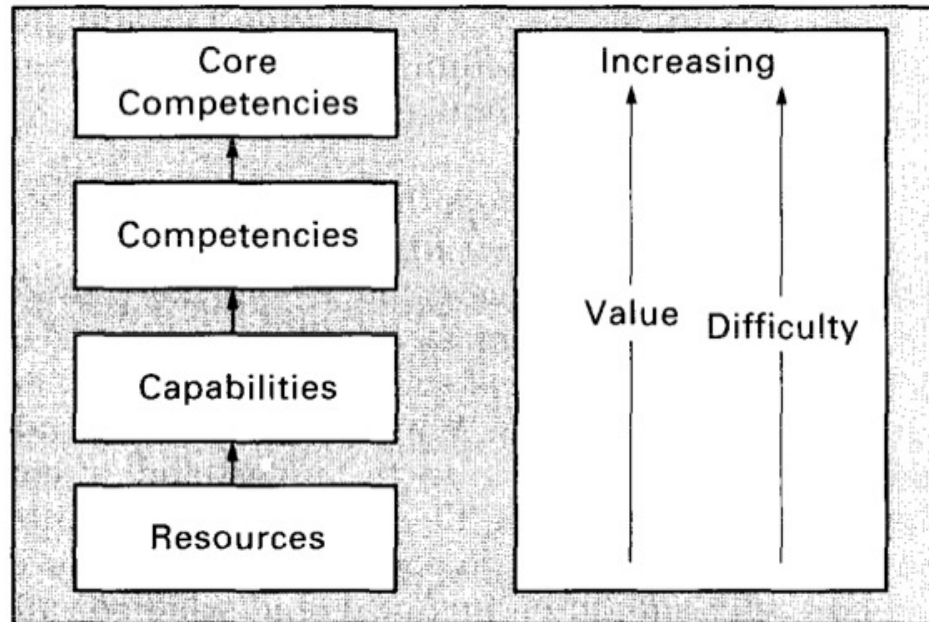 Core
Competencies
Competencies
Capabilities
Resources
Increasing
Value
Difficulty